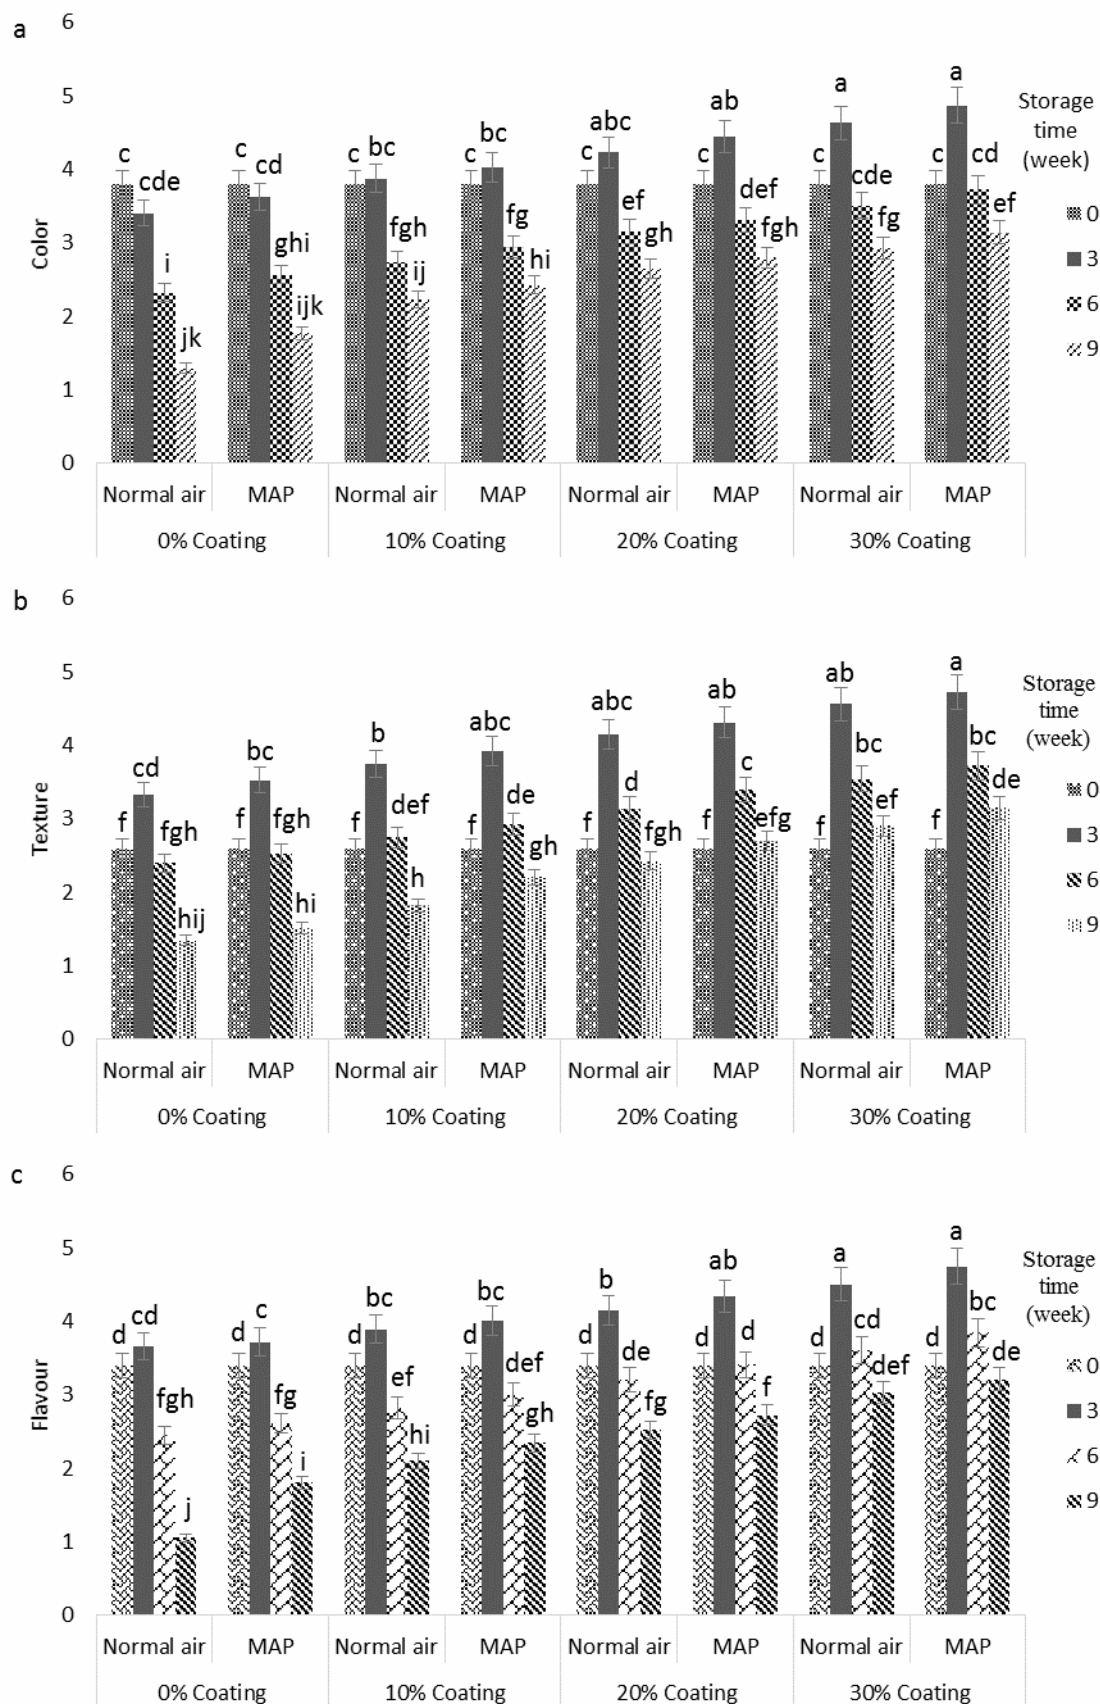 a
6
5
4
3
2
1
0
Color
c cde i jk
c cd ghi ijk
c bc fgh ij
c bc fg hi
c abc ef gh
c ab def fgh
c a cde fg
c a cd ef
Storage
time
(week)
0
3
6
9
Normal air MAP Normal air MAP Normal air MAP Normal air MAP
0% Coating 10% Coating 20% Coating 30% Coating
b
6
5
4
3
2
1
0
Texture
f cd fgh hij
f bc fgh hi
f b def h
f abc de gh
f abc d fgh
f ab c efg
f ab bc ef
f a bc de
Storage
time
(week)
0
3
6
9
Normal air MAP Normal air MAP Normal air MAP Normal air MAP
0% Coating 10% Coating 20% Coating 30% Coating
c
6
5
4
3
2
1
0
Flavour
d cd fgh j
d c fg i
d bc ef hi
d bc def gh
d b de fg
d ab d f
d a cd def
d a bc de
Storage
time
(week)
0
3
6
9
Normal air MAP Normal air MAP Normal air MAP Normal air MAP
0% Coating 10% Coating 20% Coating 30% Coating